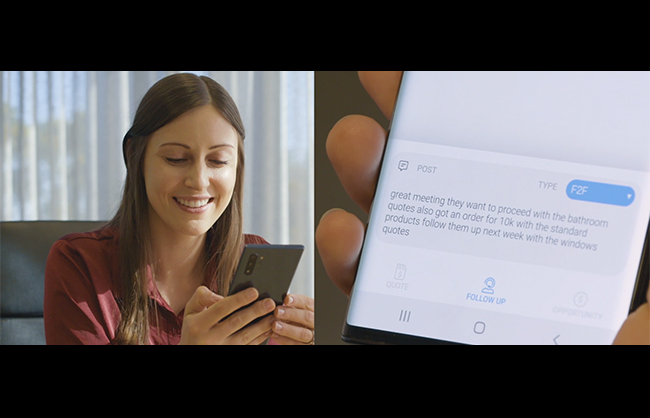 POST
TYPE F2F
great meeting they want to proceed with the bathroom
quotes also got an order for 10k with the standard
products follow them up next week with the windows
quotes
QUOTE FOLLOW UP OPPORTUNITY